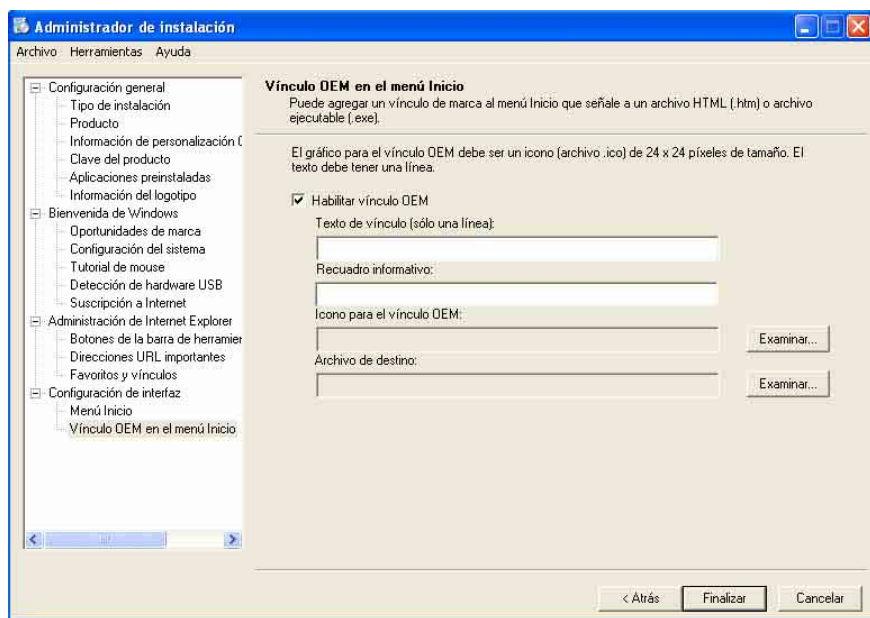 Administrador de instalación
Archivo Herramientas Ayuda
Configuración general
Tipo de instalación
Producto
Información de personalización (
Clave del producto
Aplicaciones preinstaladas
Información del logotipo
Bienvenida de Windows
Oportunidades de marca
Configuración del sistema
Tutorial de mouse
Detección de hardware USB
Suscripción a Internet
Administración de Internet Explorer
Botones de la barra de herramier
Direcciones URL importantes
Favoritos y vínculos
Configuración de interfaz
Menú Inicio
Vínculo OEM en el menú Inicio
Vínculo OEM en el menú Inicio
Puede agregar un vínculo de marca al menú Inicio que señale a un archivo HTML (.htm) o archivo
ejecutable (.exe).
El gráfico para el vínculo OEM debe ser un icono (archivo .ico) de 24 x 24 píxeles de tamaño. El
texto debe tener una línea.
Habilitar vínculo OEM
Texto de vínculo (sólo una línea):
Recuadro informativo:
Icono para el vínculo OEM:
Examinar...
Archivo de destino:
Examinar...
< Atrás Finalizar Cancelar